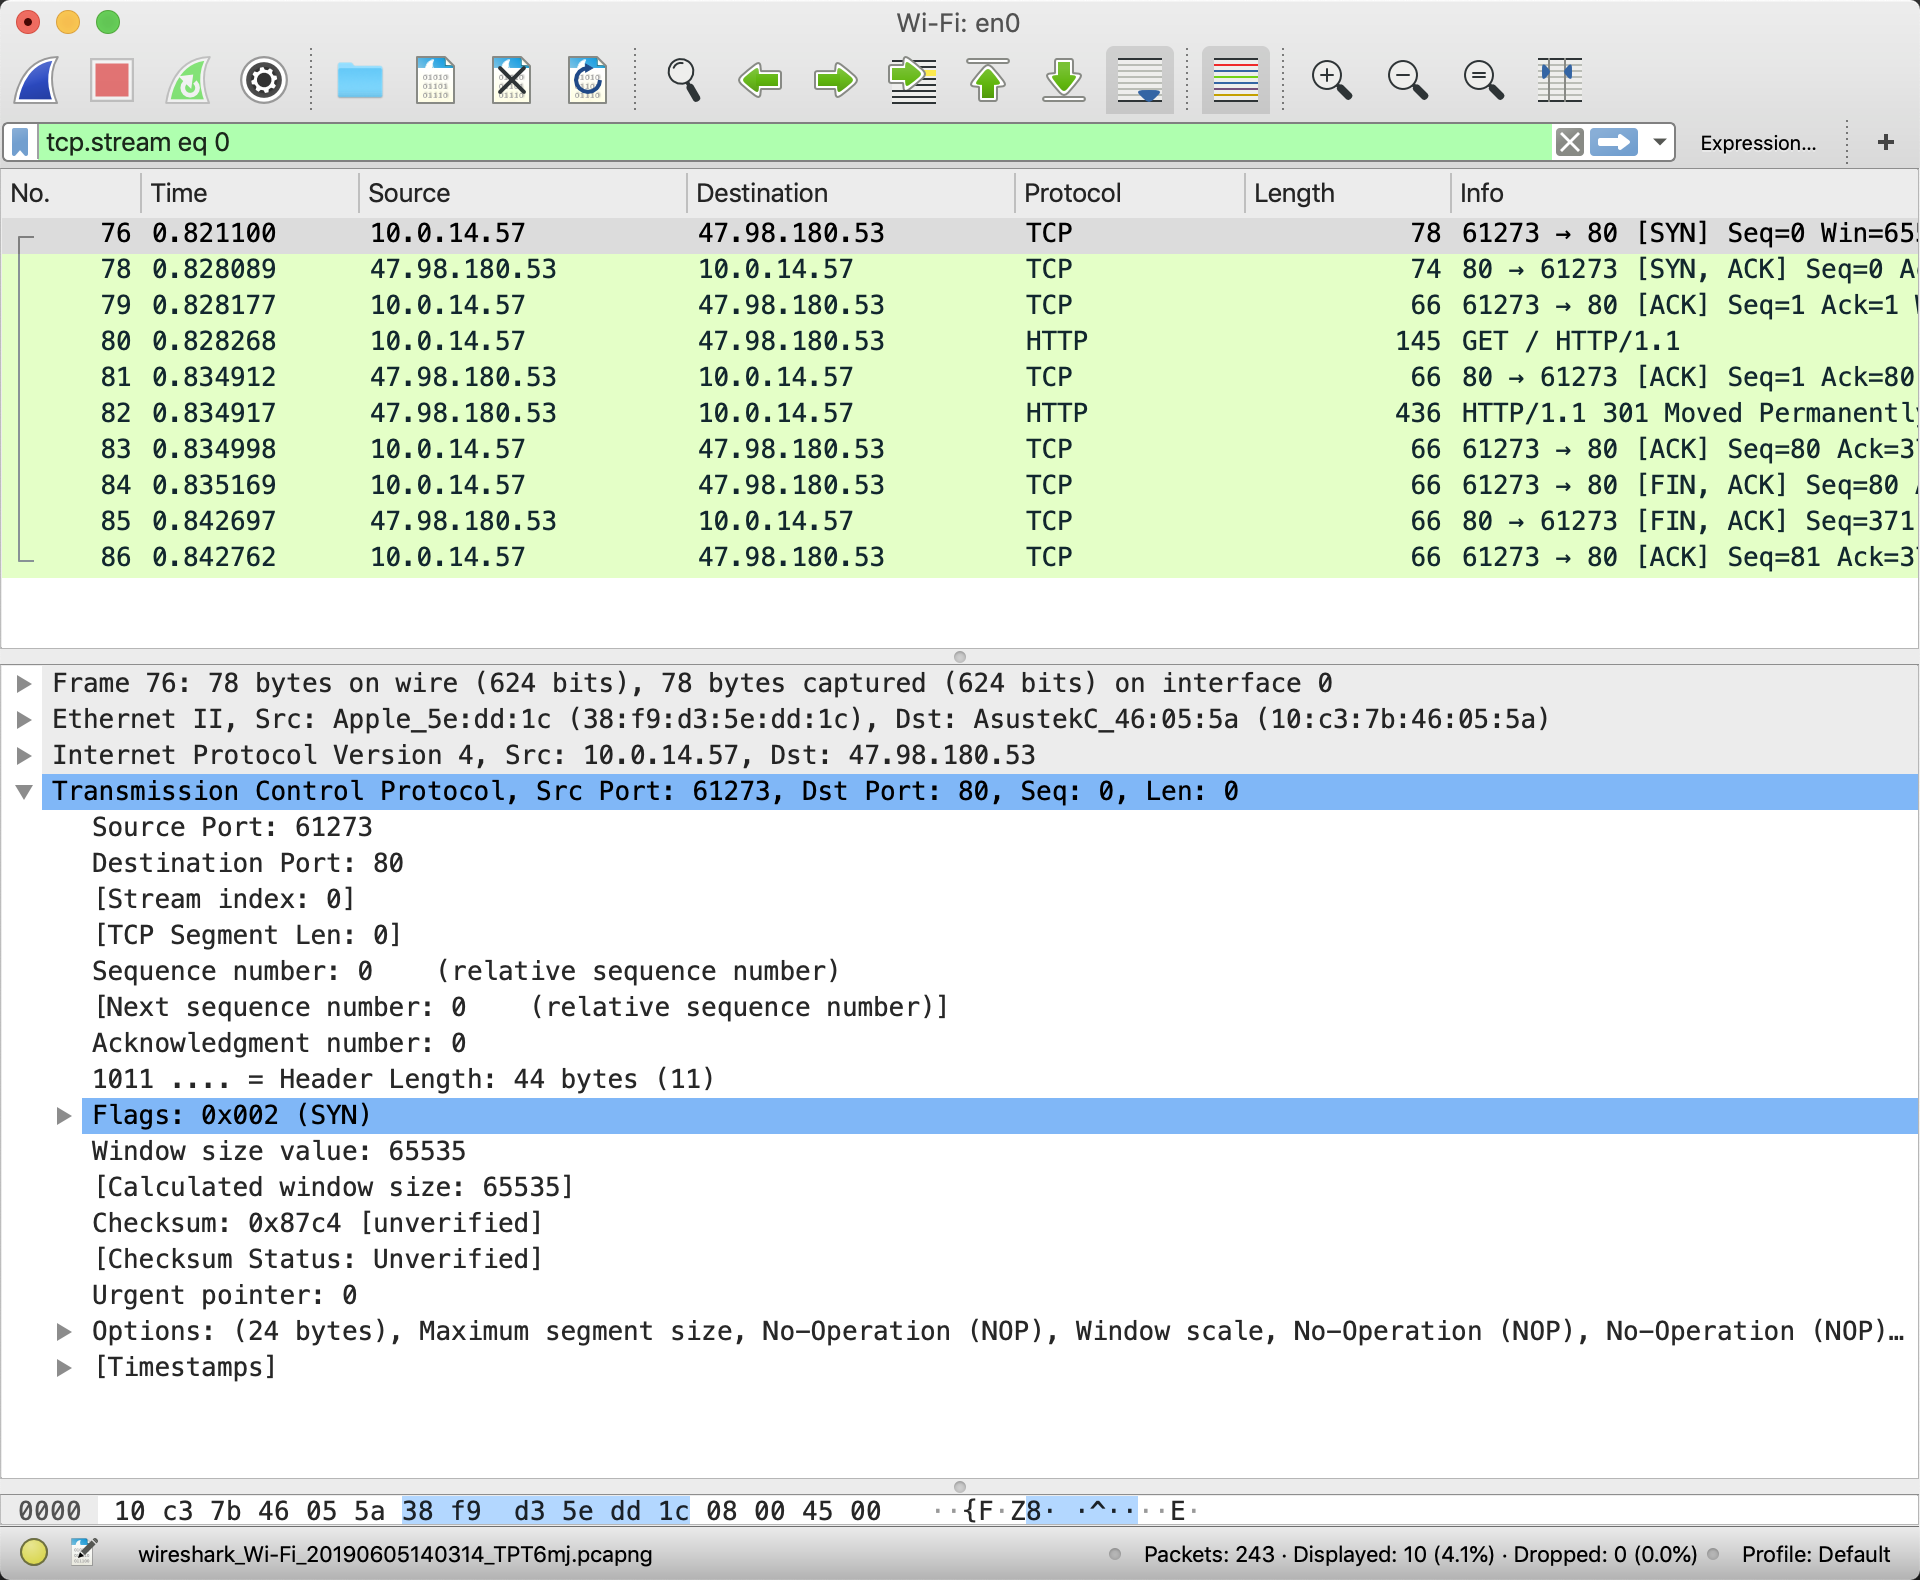 Wi-Fi: en0
tcp.stream eq 0 Expression... +
No. Time Source Destination Protocol Length Info
76 0.821100 10.0.14.57 47.98.180.53 TCP 78 61273 → 80 [SYN] Seq=0 Win=65
78 0.828089 47.98.180.53 10.0.14.57 TCP 74 80 → 61273 [SYN, ACK] Seq=0 A
79 0.828177 10.0.14.57 47.98.180.53 TCP 66 61273 → 80 [ACK] Seq=1 Ack=1
80 0.828268 10.0.14.57 47.98.180.53 HTTP 145 GET / HTTP/1.1
81 0.834912 47.98.180.53 10.0.14.57 TCP 66 80 → 61273 [ACK] Seq=1 Ack=80
82 0.834917 47.98.180.53 10.0.14.57 HTTP 436 HTTP/1.1 301 Moved Permanently
83 0.834998 10.0.14.57 47.98.180.53 TCP 66 61273 → 80 [ACK] Seq=80 Ack=3
84 0.835169 10.0.14.57 47.98.180.53 TCP 66 61273 → 80 [FIN, ACK] Seq=80
85 0.842697 47.98.180.53 10.0.14.57 TCP 66 80 → 61273 [FIN, ACK] Seq=371
86 0.842762 10.0.14.57 47.98.180.53 TCP 66 61273 → 80 [ACK] Seq=81 Ack=3
Frame 76: 78 bytes on wire (624 bits), 78 bytes captured (624 bits) on interface 0
Ethernet II, Src: Apple_5e:dd:1c (38:f9:d3:5e:dd:1c), Dst: AsustekC_46:05:5a (10:c3:7b:46:05:5a)
Internet Protocol Version 4, Src: 10.0.14.57, Dst: 47.98.180.53
Transmission Control Protocol, Src Port: 61273, Dst Port: 80, Seq: 0, Len: 0
Source Port: 61273
Destination Port: 80
[Stream index: 0]
[TCP Segment Len: 0]
Sequence number: 0    (relative sequence number)
[Next sequence number: 0    (relative sequence number)]
Acknowledgment number: 0
1011 .... = Header Length: 44 bytes (11)
Flags: 0x002 (SYN)
Window size value: 65535
[Calculated window size: 65535]
Checksum: 0x87c4 [unverified]
[Checksum Status: Unverified]
Urgent pointer: 0
Options: (24 bytes), Maximum segment size, No-Operation (NOP), Window scale, No-Operation (NOP), No-Operation (NOP)…
[Timestamps]
0000 10 c3 7b 46 05 5a 38 f9 d3 5e dd 1c 08 00 45 00 ··{F·Z8· ·^····E·
wireshark_Wi-Fi_20190605140314_TPT6mj.pcapng Packets: 243 · Displayed: 10 (4.1%) · Dropped: 0 (0.0%) Profile: Default